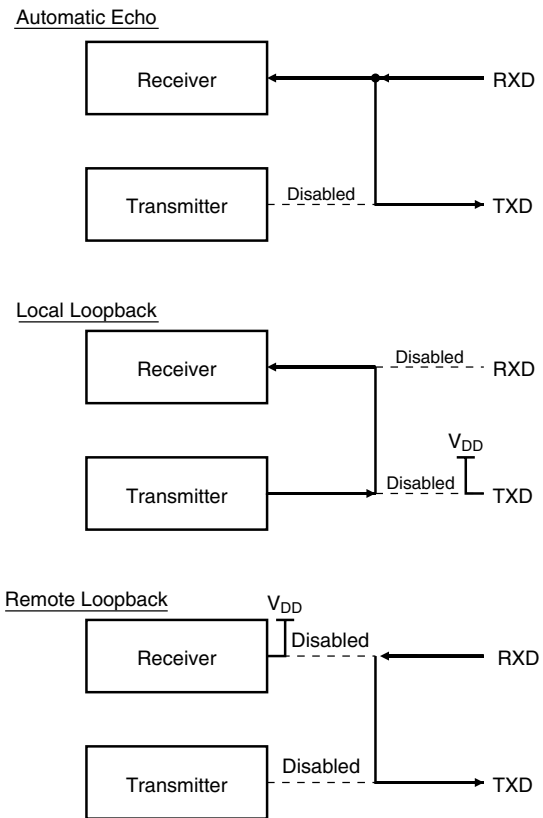 Automatic Echo
Receiver
RXD
Transmitter
Disabled
TXD
Local Loopback
Receiver
Disabled
RXD
VDD
Transmitter
Disabled
TXD
Remote Loopback
VDD
Receiver
Disabled
RXD
Transmitter
Disabled
TXD